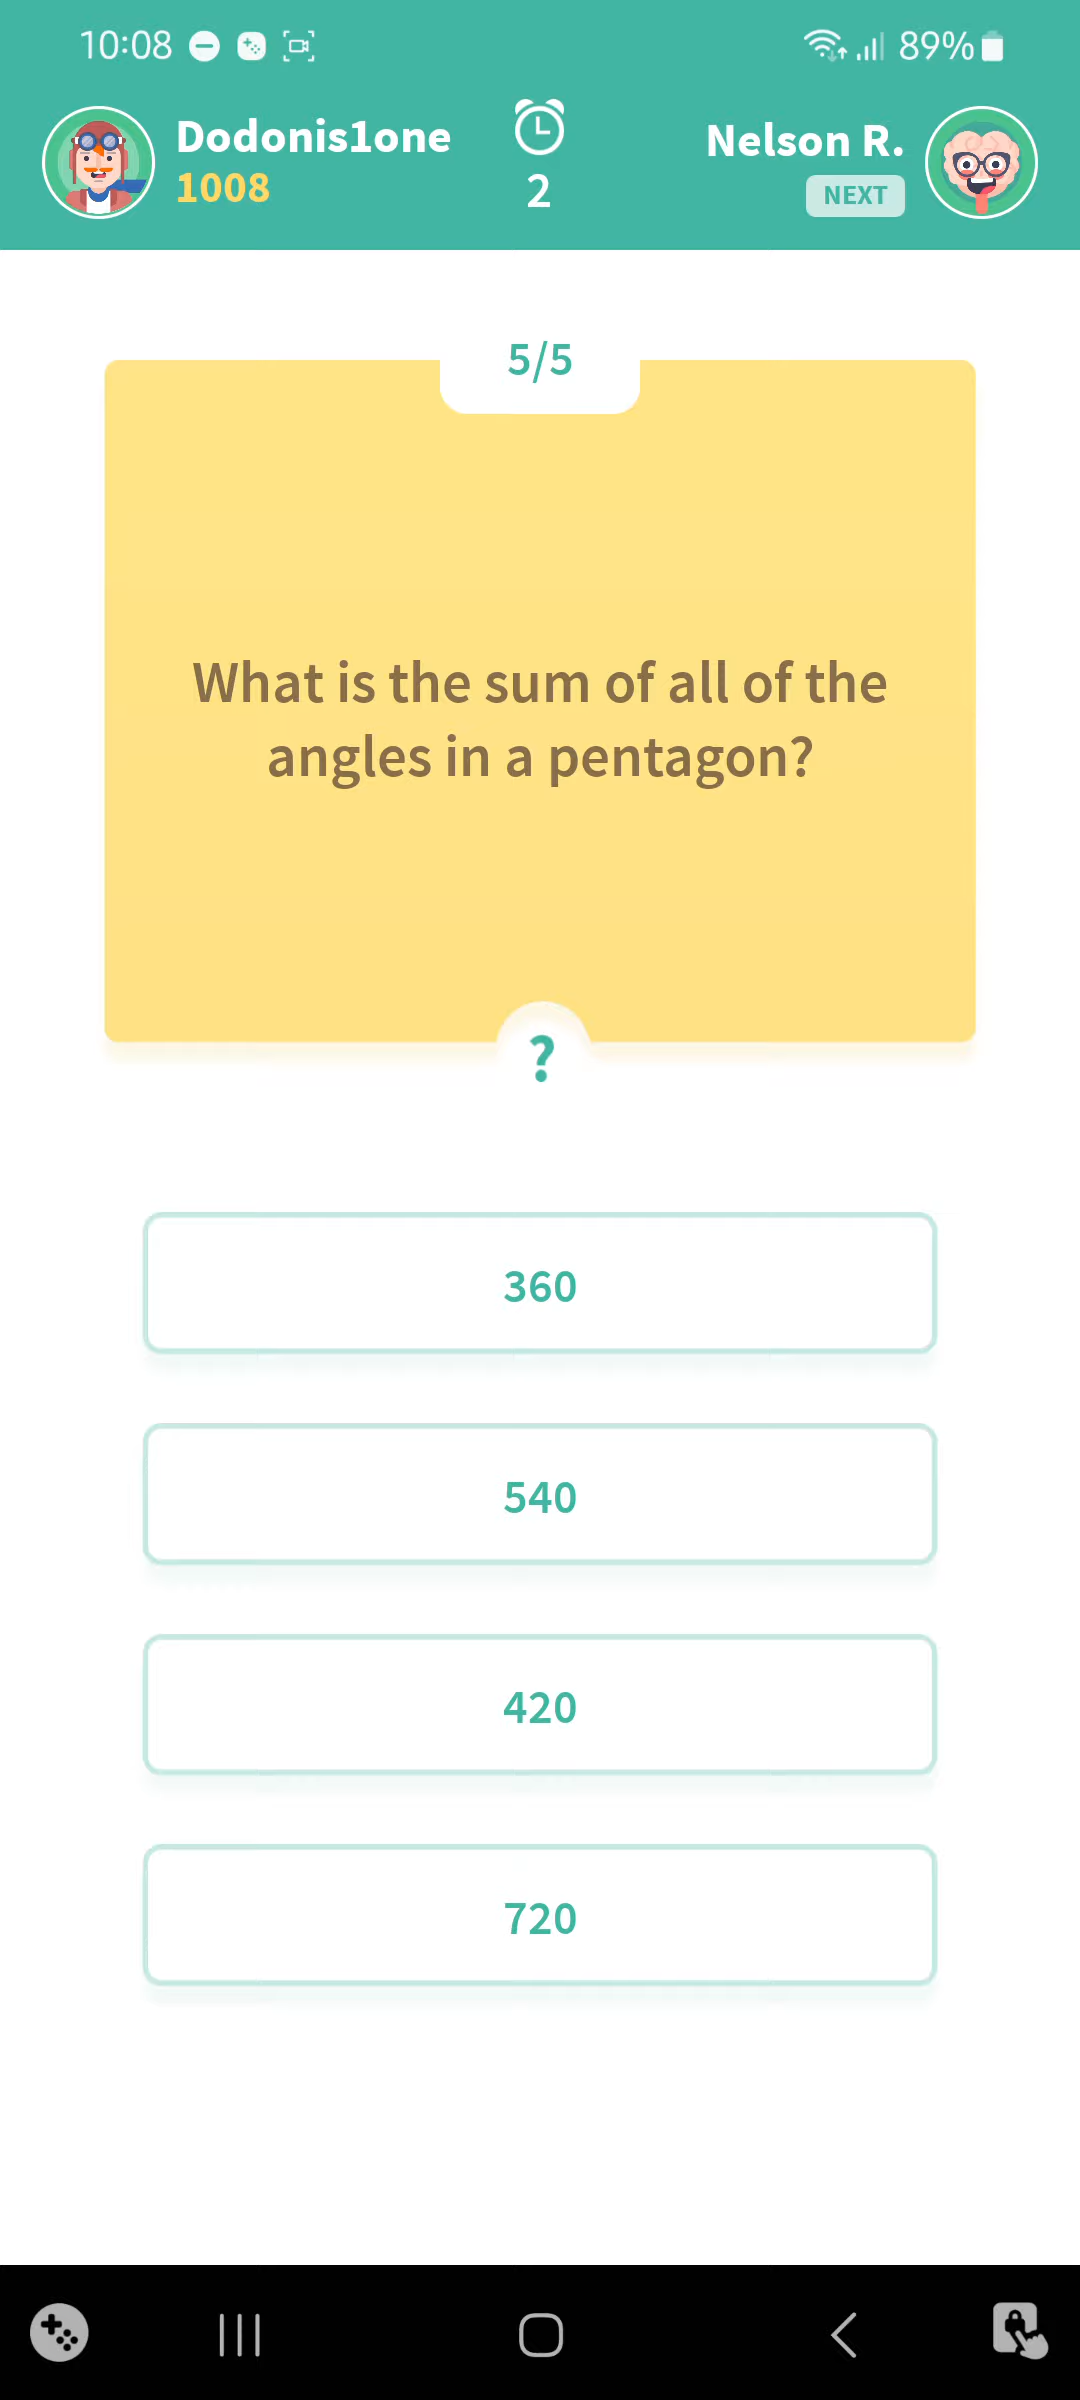 10:08
89%
Dodonis1one
1008
2
Nelson R.
NEXT
5/5
What is the sum of all of the
angles in a pentagon?
?
360
540
420
720